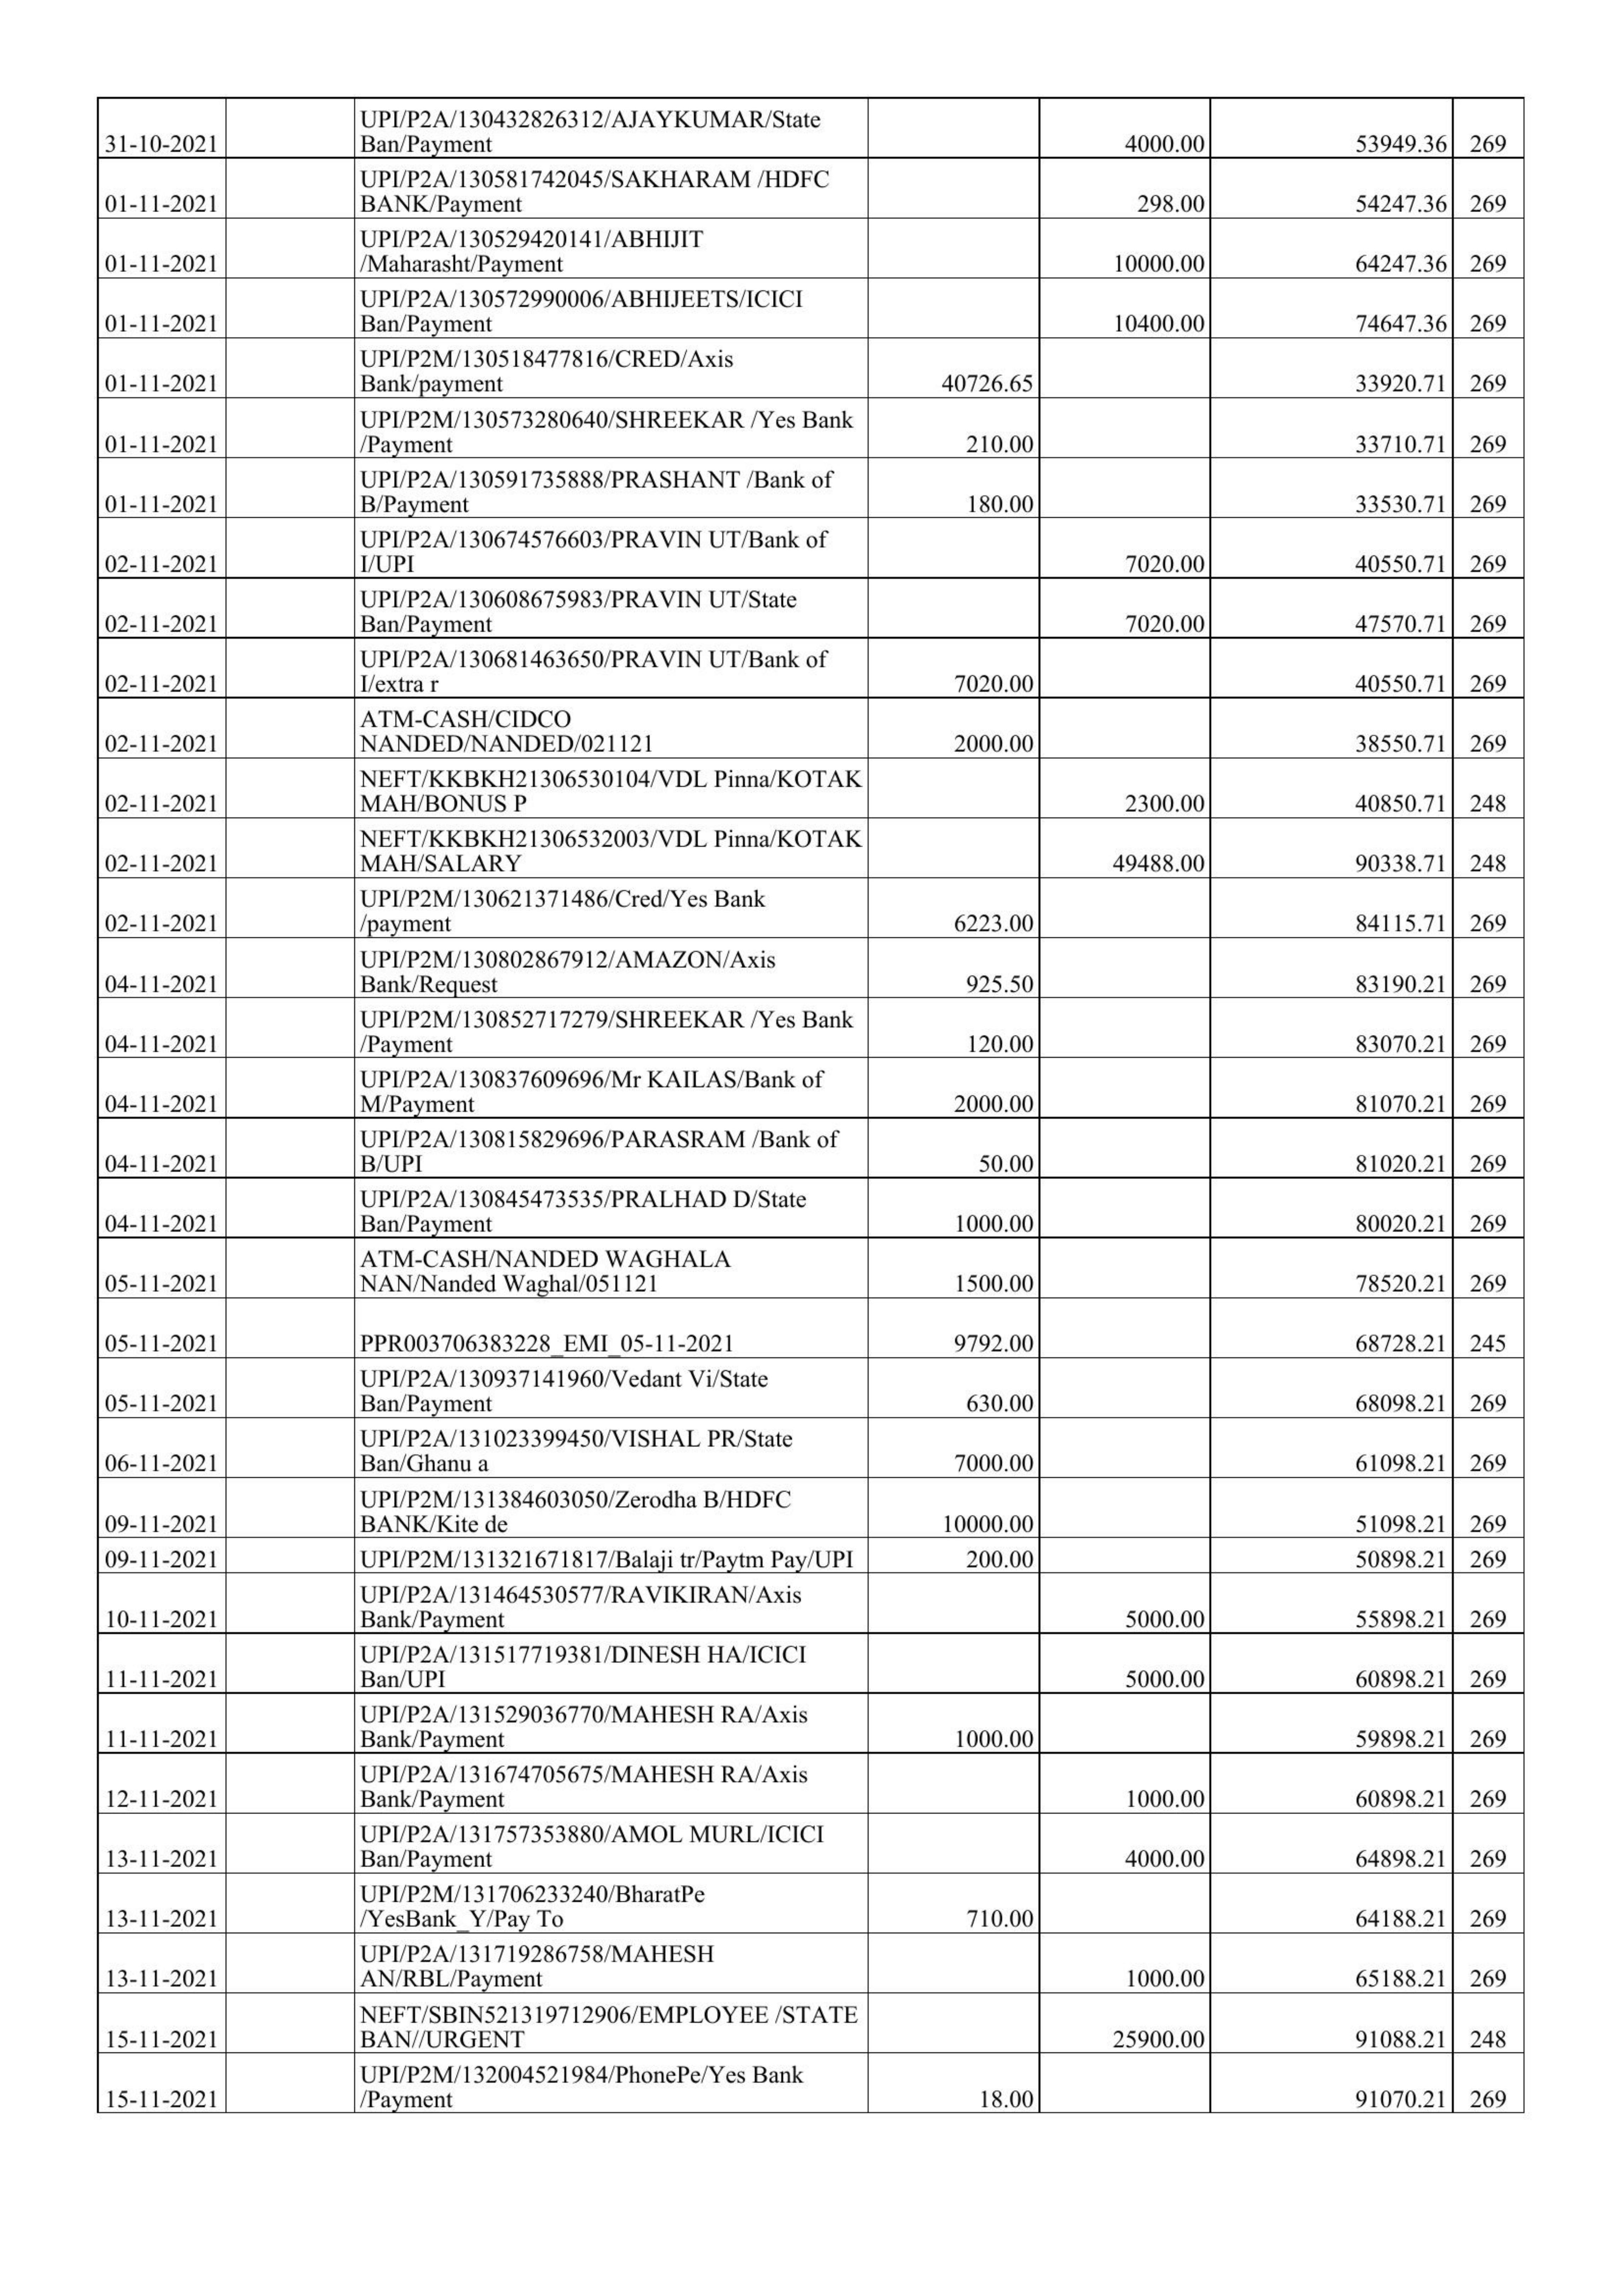 UPI/P2A/130432826312/AJAYKUMAR/State
31-10-2021 Ban/Payment 4000.00 53949.36 269
UPI/P2A/130581742045/SAKHARAM /HDFC
01-11-2021 BANK/Payment 298.00 54247.36 269
UPI/P2A/130529420141/ABHIJIT
01-11-2021 /Maharasht/Payment 10000.00 64247.36 269
UPI/P2A/130572990006/ABHIJEETS/ICICI
01-11-2021 Ban/Payment 10400.00 74647.36 269
UPI/P2M/130518477816/CRED/Axis
01-11-2021 Bank/payment 40726.65 33920.71 269
UPI/P2M/130573280640/SHREEKAR /Yes Bank
01-11-2021 /Payment 210.00 33710.71 269
UPI/P2A/130591735888/PRASHANT /Bank of
01-11-2021 B/Payment 180.00 33530.71 269
UPI/P2A/130674576603/PRAVIN UT/Bank of
02-11-2021 I/UPI 7020.00 40550.71 269
UPI/P2A/130608675983/PRAVIN UT/State
02-11-2021 Ban/Payment 7020.00 47570.71 269
UPI/P2A/130681463650/PRAVIN UT/Bank of
02-11-2021 I/extra r 7020.00 40550.71 269
ATM-CASH/CIDCO
02-11-2021 NANDED/NANDED/021121 2000.00 38550.71 269
NEFT/KKBKH21306530104/VDL Pinna/KOTAK
02-11-2021 MAH/BONUS P 2300.00 40850.71 248
NEFT/KKBKH21306532003/VDL Pinna/KOTAK
02-11-2021 MAH/SALARY 49488.00 90338.71 248
UPI/P2M/130621371486/Cred/Yes Bank
02-11-2021 /payment 6223.00 84115.71 269
UPI/P2M/130802867912/AMAZON/Axis
04-11-2021 Bank/Request 925.50 83190.21 269
UPI/P2M/130852717279/SHREEKAR /Yes Bank
04-11-2021 /Payment 120.00 83070.21 269
UPI/P2A/130837609696/Mr KAILAS/Bank of
04-11-2021 M/Payment 2000.00 81070.21 269
UPI/P2A/130815829696/PARASRAM /Bank of
04-11-2021 B/UPI 50.00 81020.21 269
UPI/P2A/130845473535/PRALHAD D/State
04-11-2021 Ban/Payment 1000.00 80020.21 269
ATM-CASH/NANDED WAGHALA
05-11-2021 NAN/Nanded Waghal/051121 1500.00 78520.21 269
05-11-2021 PPR003706383228_EMI_05-11-2021 9792.00 68728.21 245
UPI/P2A/130937141960/Vedant Vi/State
05-11-2021 Ban/Payment 630.00 68098.21 269
UPI/P2A/131023399450/VISHAL PR/State
06-11-2021 Ban/Ghanu a 7000.00 61098.21 269
UPI/P2M/131384603050/Zerodha B/HDFC
09-11-2021 BANK/Kite de 10000.00 51098.21 269
09-11-2021 UPI/P2M/131321671817/Balaji tr/Paytm Pay/UPI 200.00 50898.21 269
UPI/P2A/131464530577/RAVIKIRAN/Axis
10-11-2021 Bank/Payment 5000.00 55898.21 269
UPI/P2A/131517719381/DINESH HA/ICICI
11-11-2021 Ban/UPI 5000.00 60898.21 269
UPI/P2A/131529036770/MAHESH RA/Axis
11-11-2021 Bank/Payment 1000.00 59898.21 269
UPI/P2A/131674705675/MAHESH RA/Axis
12-11-2021 Bank/Payment 1000.00 60898.21 269
UPI/P2A/131757353880/AMOL MURL/ICICI
13-11-2021 Ban/Payment 4000.00 64898.21 269
UPI/P2M/131706233240/BharatPe
13-11-2021 /YesBank_Y/Pay To 710.00 64188.21 269
UPI/P2A/131719286758/MAHESH
13-11-2021 AN/RBL/Payment 1000.00 65188.21 269
NEFT/SBIN521319712906/EMPLOYEE /STATE
15-11-2021 BAN//URGENT 25900.00 91088.21 248
UPI/P2M/132004521984/PhonePe/Yes Bank
15-11-2021 /Payment 18.00 91070.21 269